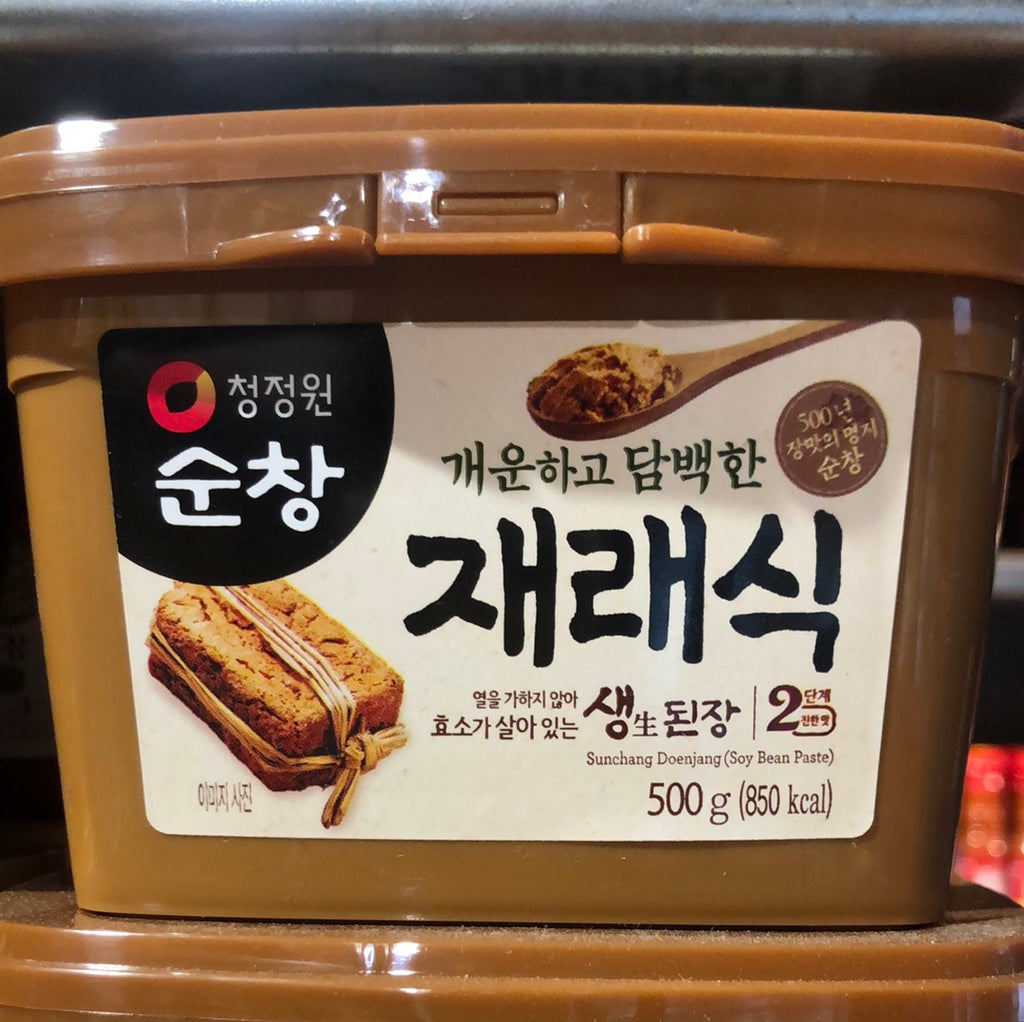 청정원
순창
개운하고 담백한
500년
장맛의 명지
순창
재래식
열을 가하지 않아
효소가 살아 있는
생生된장
2단계
진한맛
Sunchang Doenjang (Soy Bean Paste)
500 g (850 kcal)
이미지 사진